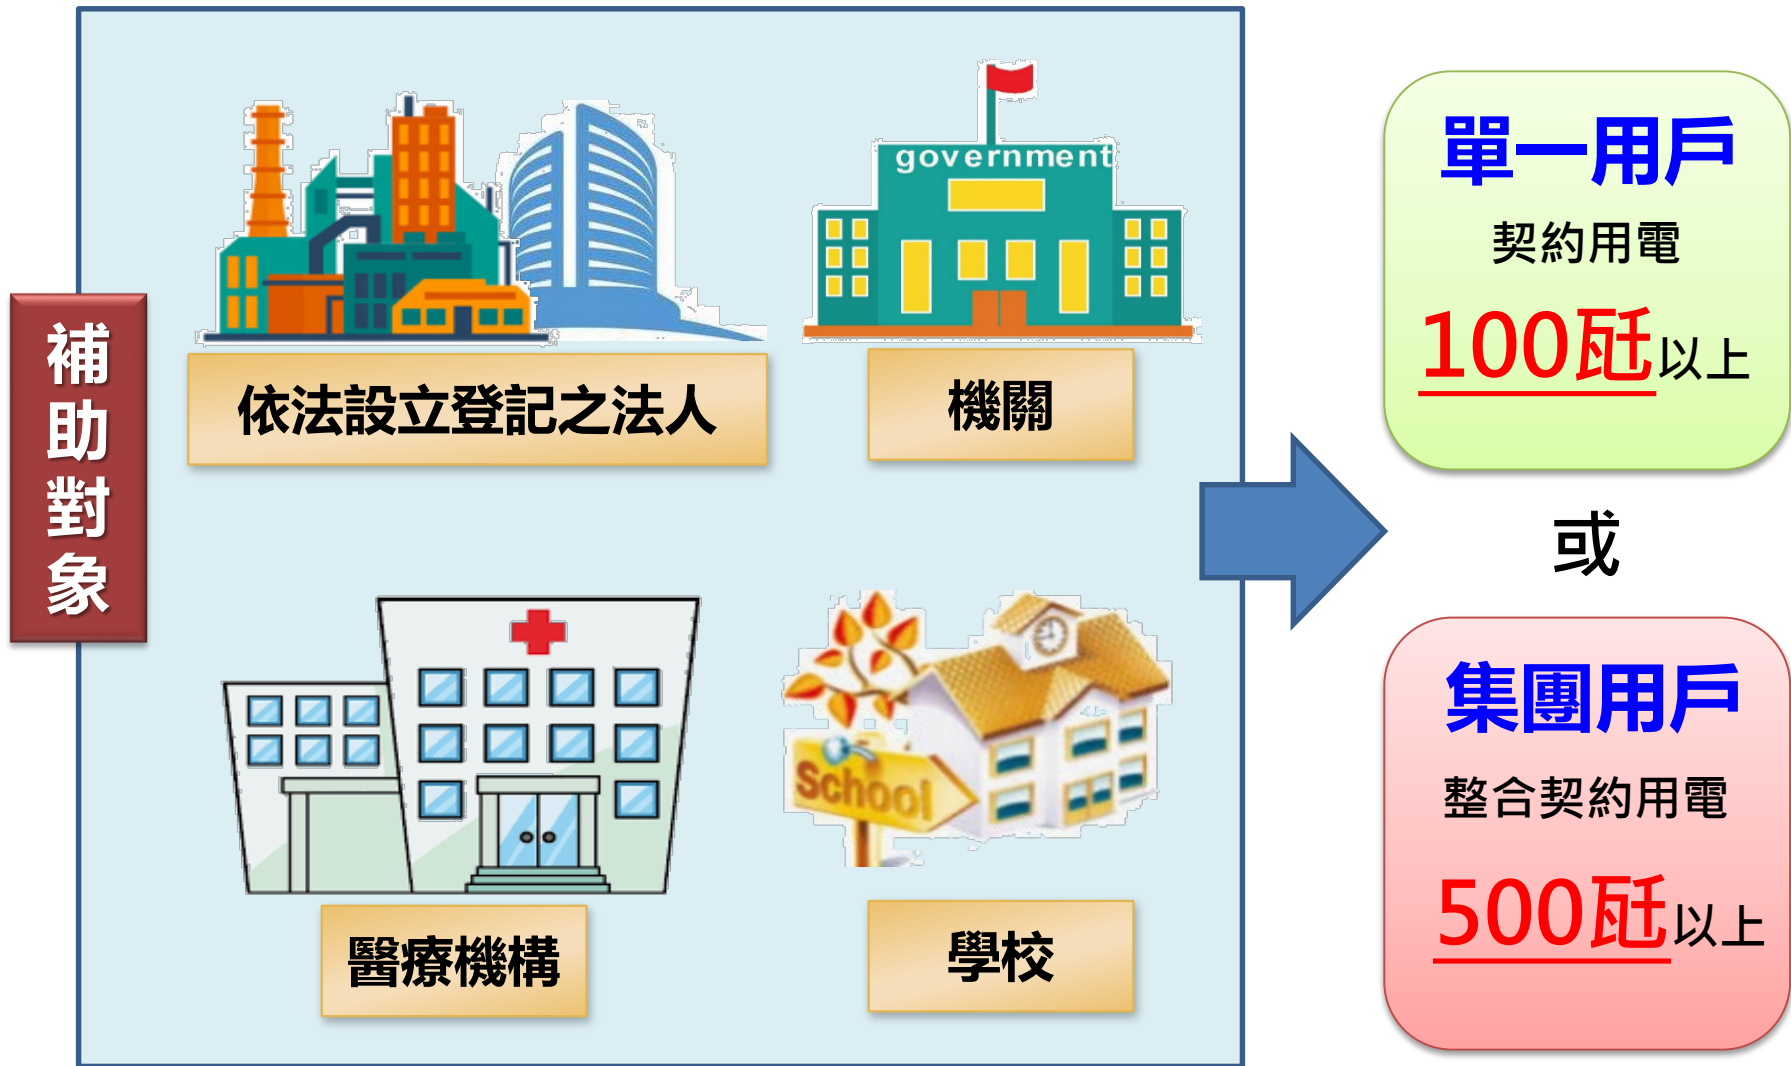 補助對象
government
依法設立登記之法人
機關
School
醫療機構
學校
單一用戶
契約用電
100瓩以上
或
集團用戶
整合契約用電
500瓩以上